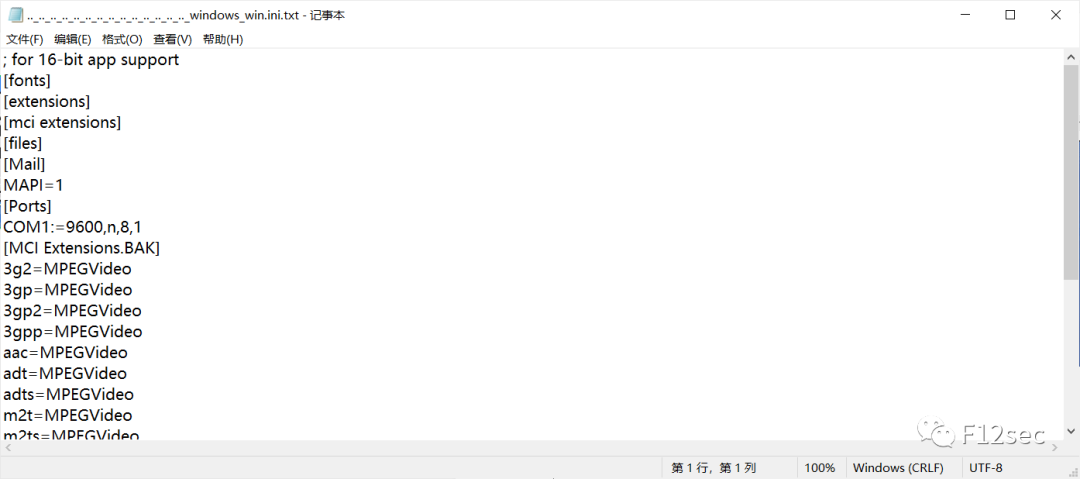 .._.._.._.._.._.._.._.._.._.._.._.._.._.._windows_win.ini.txt - 记事本
文件(F) 编辑(E) 格式(O) 查看(V) 帮助(H)
; for 16-bit app support
[fonts]
[extensions]
[mci extensions]
[files]
[Mail]
MAPI=1
[Ports]
COM1:=9600,n,8,1
[MCI Extensions.BAK]
3g2=MPEGVideo
3gp=MPEGVideo
3gp2=MPEGVideo
3gpp=MPEGVideo
aac=MPEGVideo
adt=MPEGVideo
adts=MPEGVideo
m2t=MPEGVideo
m2ts=MPEGVideo
F12sec
第 1 行，第 1 列 100% Windows (CRLF) UTF-8